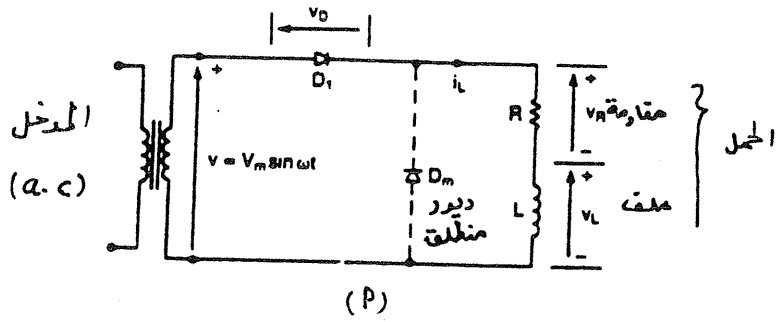 v_D
D₁
i_L
+
المدخل
(a.c)
v = V_m sin ωt
R
+
v_R مقاومة
-
الحمل
D_m
ديود
منطلق
L
+
v_L ملف
-
(P)